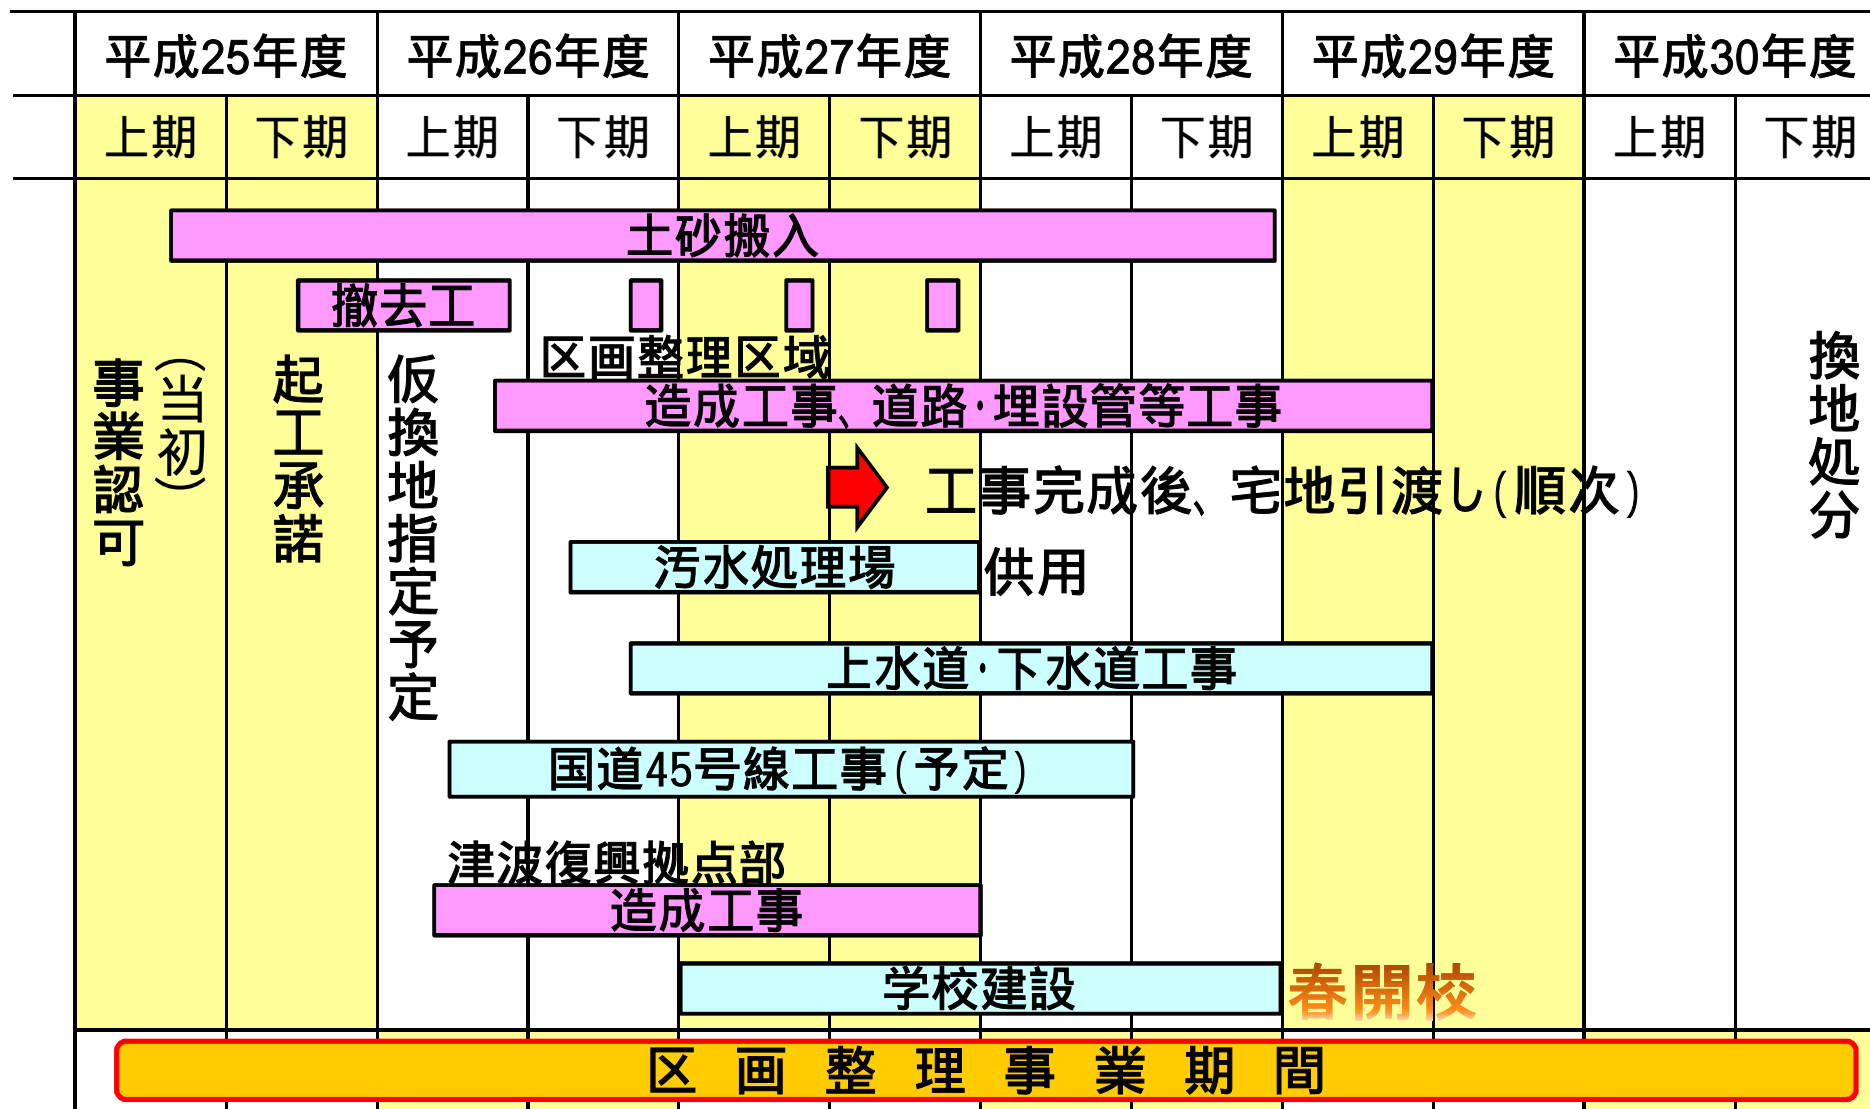 平成25年度 平成26年度 平成27年度 平成28年度 平成29年度 平成30年度
上期 下期 上期 下期 上期 下期 上期 下期 上期 下期 上期 下期
土砂搬入
撤去工
事業認可
(当初)
起工承諾
仮換地指定予定
換地処分
区画整理区域
造成工事、道路・埋設管等工事
工事完成後、宅地引渡し(順次)
汚水処理場 供用
上水道・下水道工事
国道45号線工事(予定)
津波復興拠点部
造成工事
学校建設 春開校
区画整理事業期間